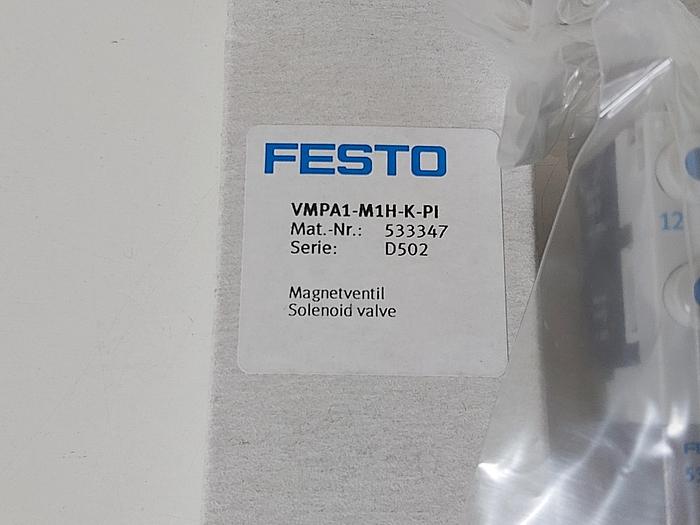 FESTO
VMPA1-M1H-K-PI
Mat.-Nr.: 533347
Serie: D502
Magnetventil
Solenoid valve
12